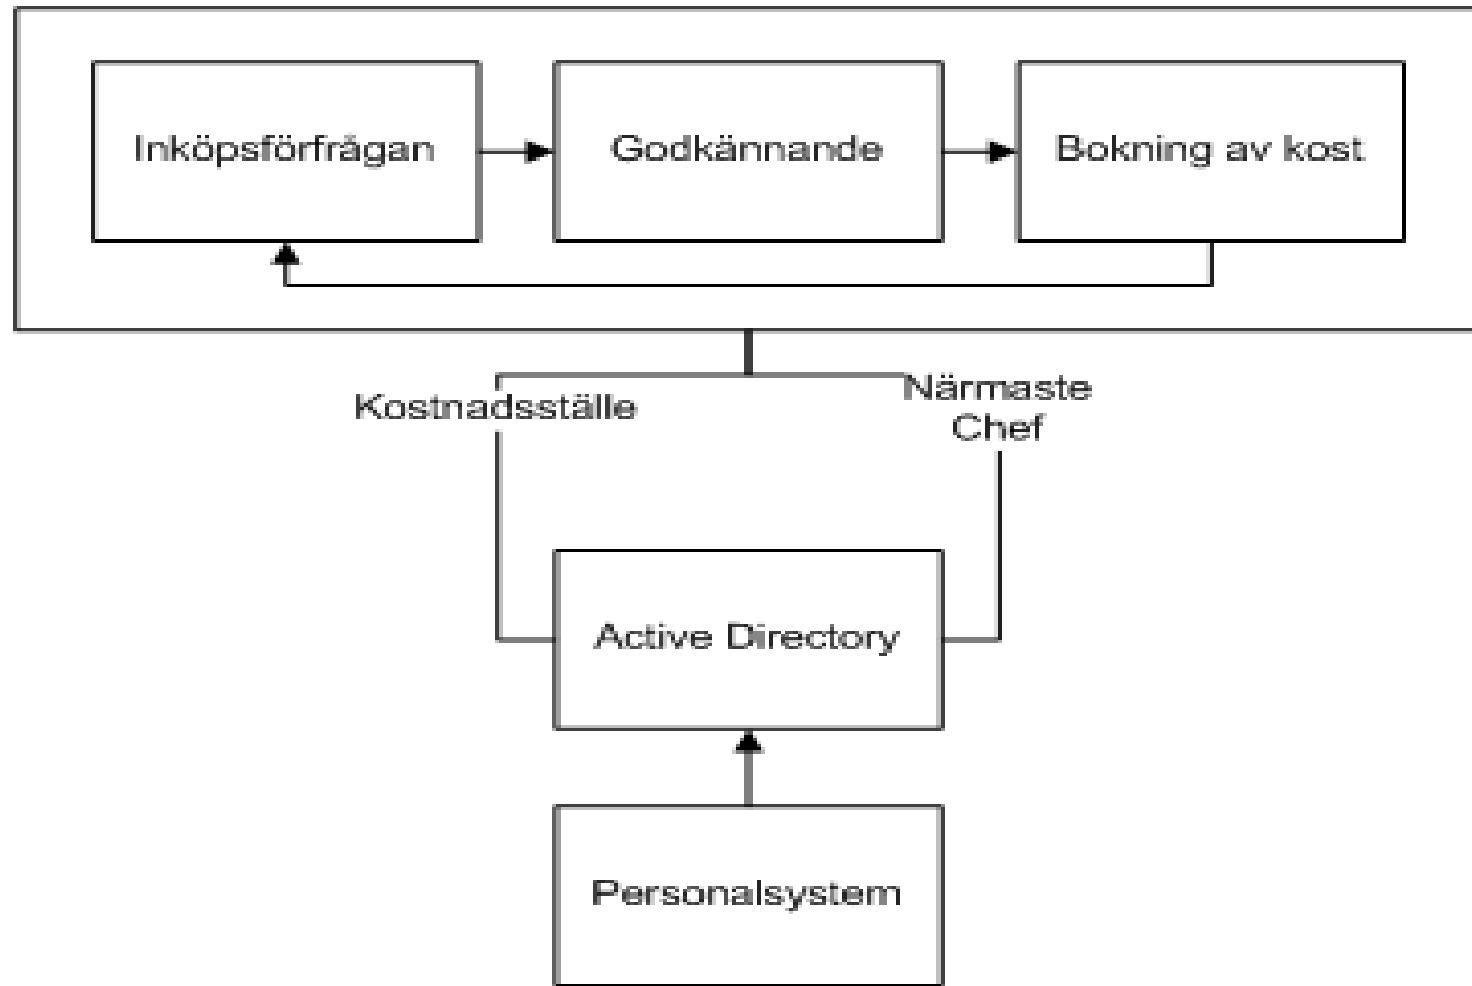 Inköpsförfrågan
Godkännande
Bokning av kost
Kostnadsställe
Närmaste
Chef
Active Directory
Personalsystem